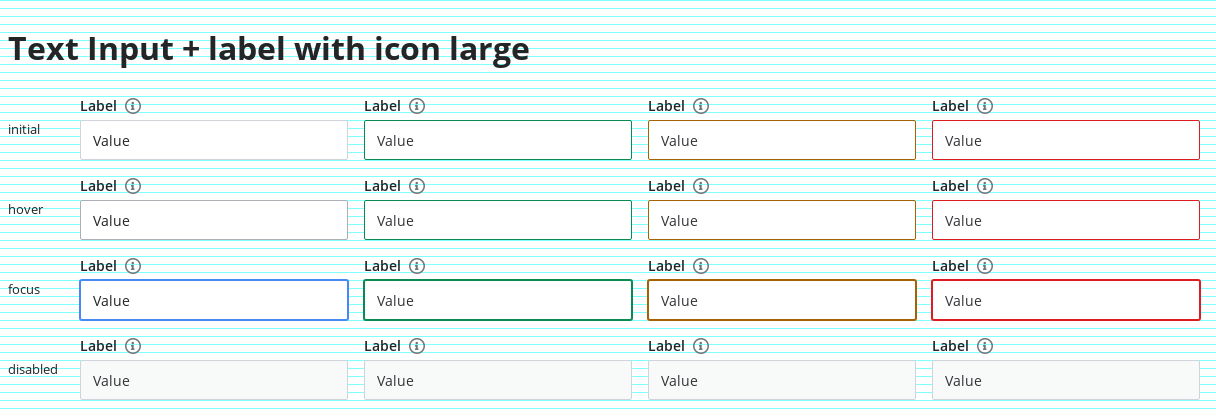 Text Input + label with icon large
Label Label Label Label
initial Value Value Value Value
Label Label Label Label
hover Value Value Value Value
Label Label Label Label
focus Value Value Value Value
Label Label Label Label
disabled Value Value Value Value